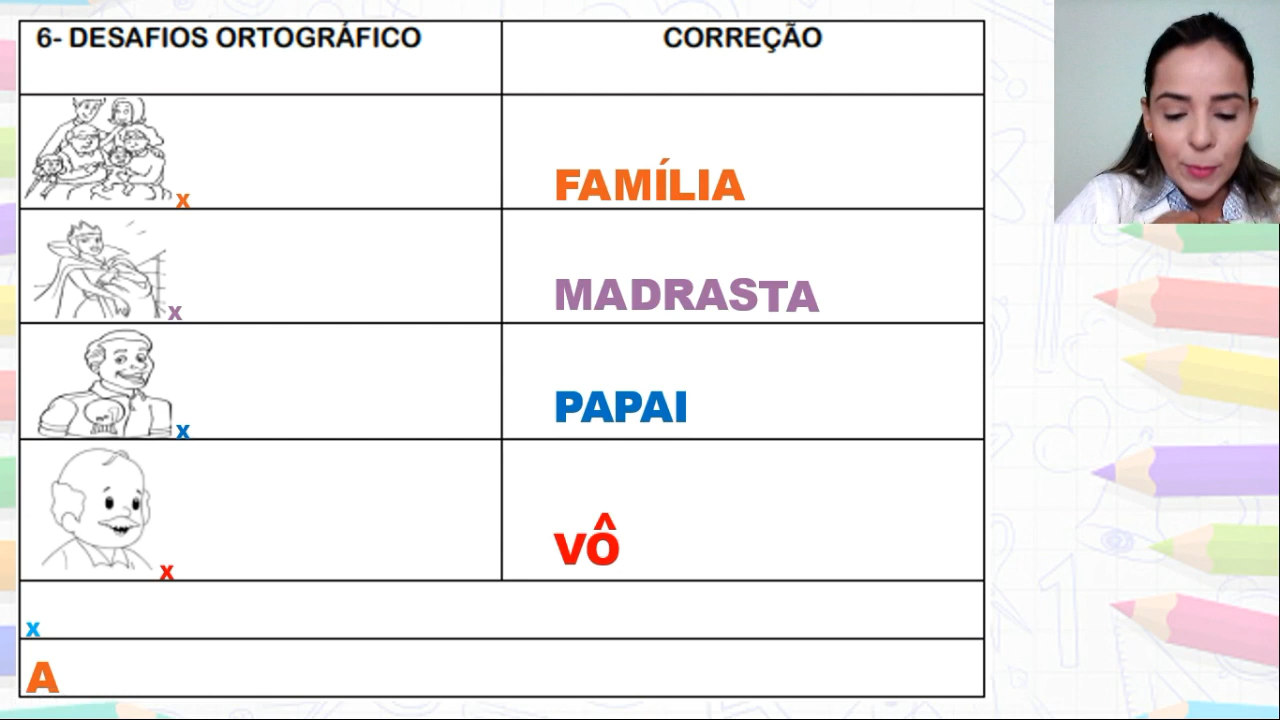 6- DESAFIOS ORTOGRÁFICO
CORREÇÃO
x
FAMÍLIA
x
MADRASTA
x
PAPAI
x
VÔ
x
A